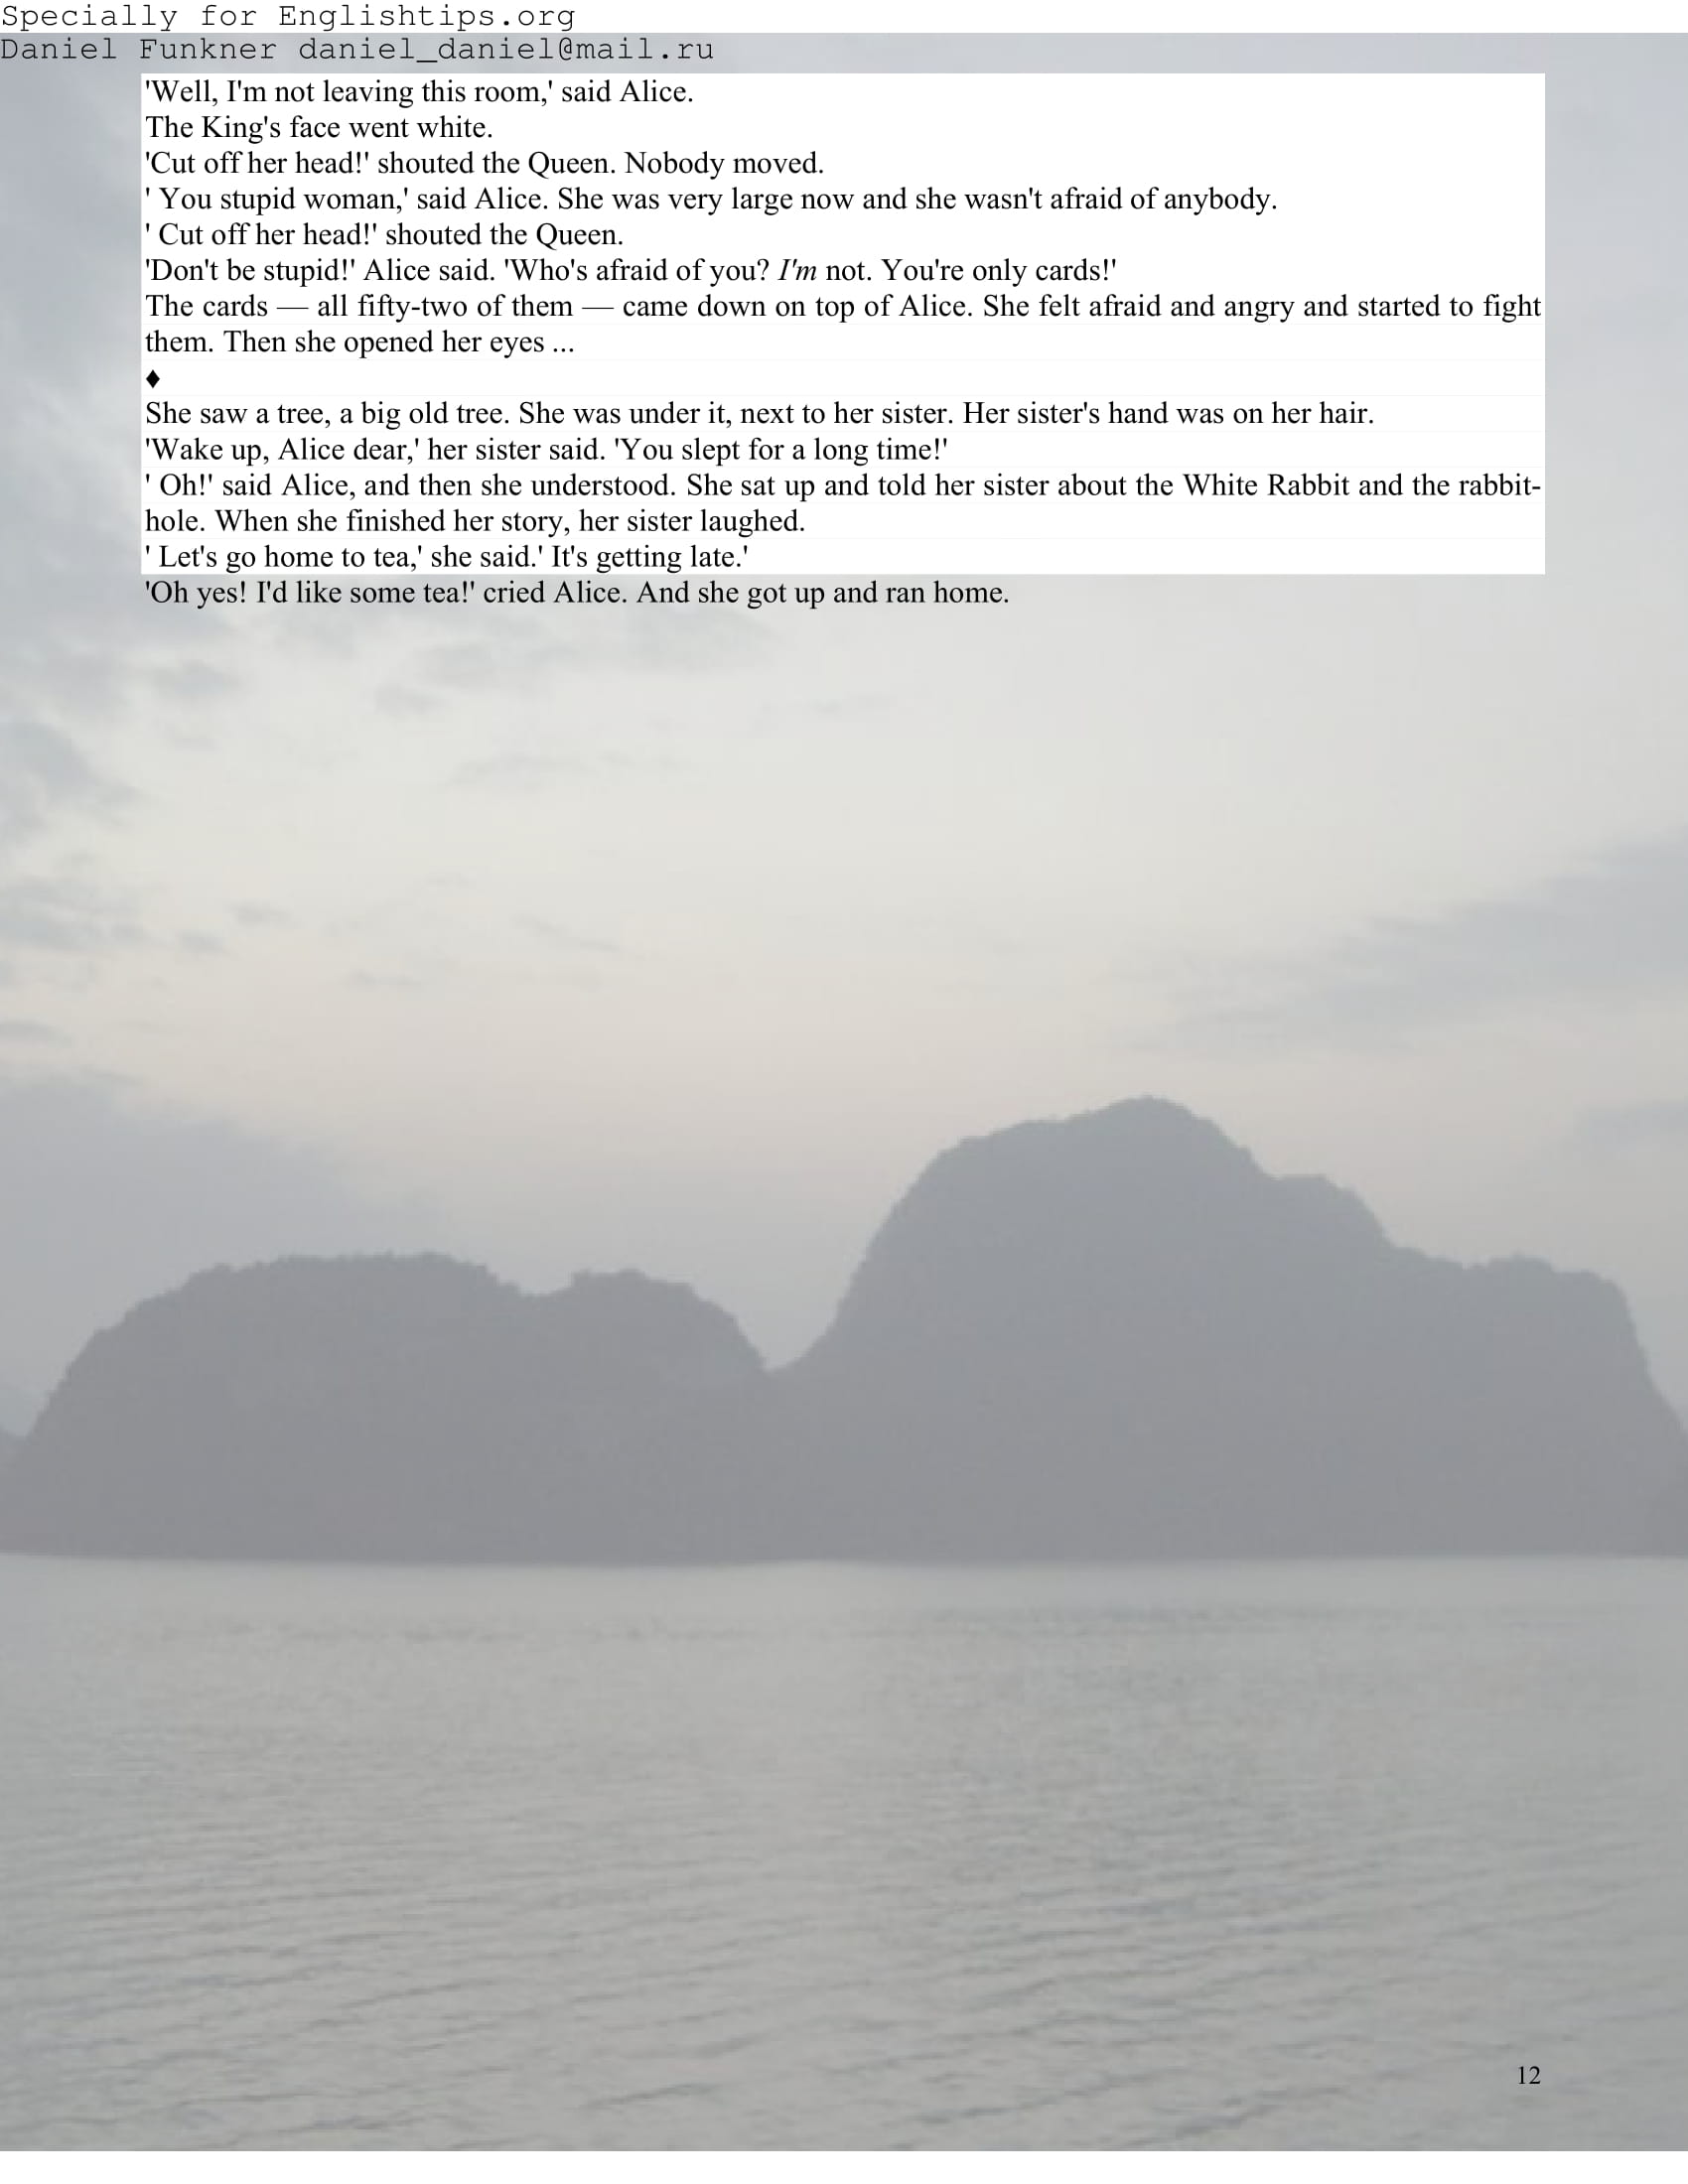 Specially for Englishtips.org
Daniel Funkner daniel_daniel@mail.ru
'Well, I'm not leaving this room,' said Alice.
The King's face went white.
'Cut off her head!' shouted the Queen. Nobody moved.
' You stupid woman,' said Alice. She was very large now and she wasn't afraid of anybody.
' Cut off her head!' shouted the Queen.
'Don't be stupid!' Alice said. 'Who's afraid of you? I'm not. You're only cards!'
The cards — all fifty-two of them — came down on top of Alice. She felt afraid and angry and started to fight
them. Then she opened her eyes ...
♦
She saw a tree, a big old tree. She was under it, next to her sister. Her sister's hand was on her hair.
'Wake up, Alice dear,' her sister said. 'You slept for a long time!'
' Oh!' said Alice, and then she understood. She sat up and told her sister about the White Rabbit and the rabbit-
hole. When she finished her story, her sister laughed.
' Let's go home to tea,' she said.' It's getting late.'
'Oh yes! I'd like some tea!' cried Alice. And she got up and ran home.
12